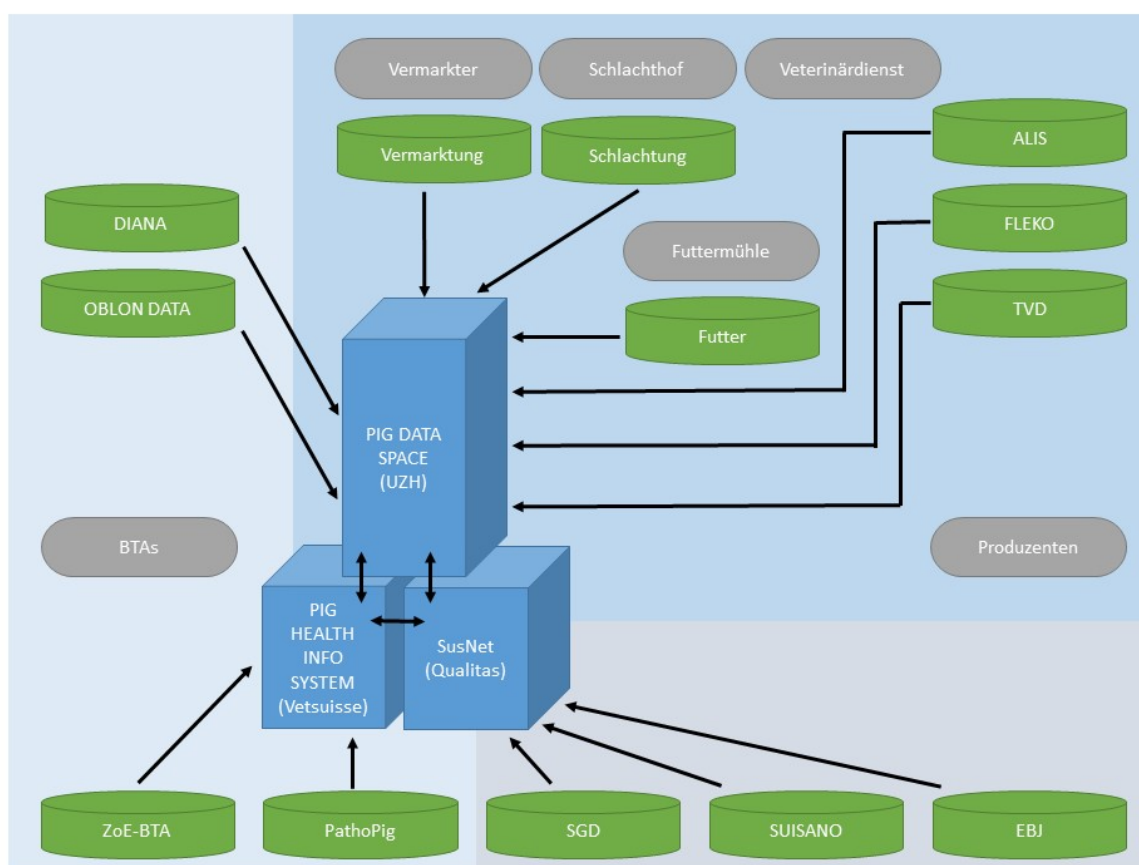 Vermarkter
Schlachthof
Veterinärdienst
Vermarktung
Schlachtung
ALIS
DIANA
FLEKO
Futtermühle
OBLON DATA
TVD
Futter
PIG DATA
SPACE
(UZH)
BTAs
Produzenten
PIG
HEALTH
INFO
SYSTEM
(Vetsuisse)
SusNet
(Qualitas)
ZoE-BTA
PathoPig
SGD
SUISANO
EBJ